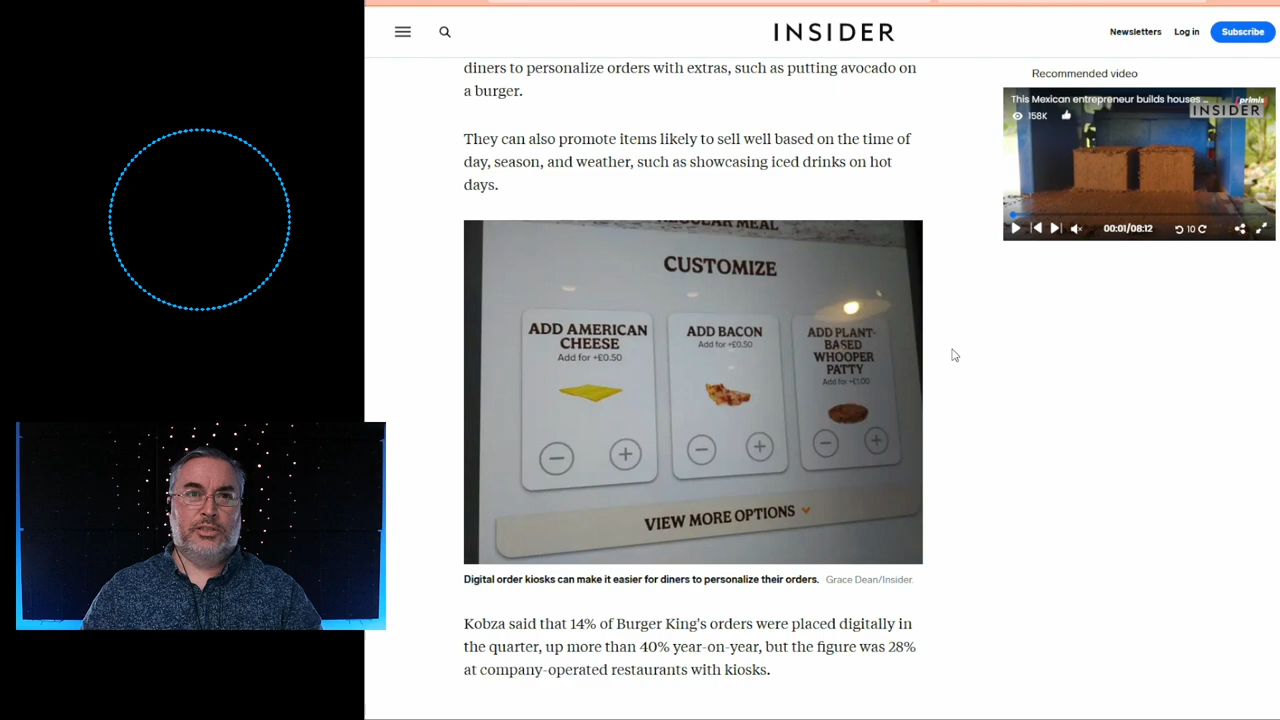 INSIDER
Newsletters
Log in
Subscribe
diners to personalize orders with extras, such as putting avocado on
a burger.
They can also promote items likely to sell well based on the time of
day, season, and weather, such as showcasing iced drinks on hot
days.
REGULAR MEAL
CUSTOMIZE
ADD AMERICAN
CHEESE
Add for +£0.50
ADD BACON
Add for +£0.50
ADD PLANT-
BASED
WHOOPER
PATTY
Add for +£1.00
VIEW MORE OPTIONS
Digital order kiosks can make it easier for diners to personalize their orders. Grace Dean/Insider.
Kobza said that 14% of Burger King's orders were placed digitally in
the quarter, up more than 40% year-on-year, but the figure was 28%
at company-operated restaurants with kiosks.
Recommended video
This Mexican entrepreneur builds houses ...
primis
INSIDER
158K
00:01/08:12
10